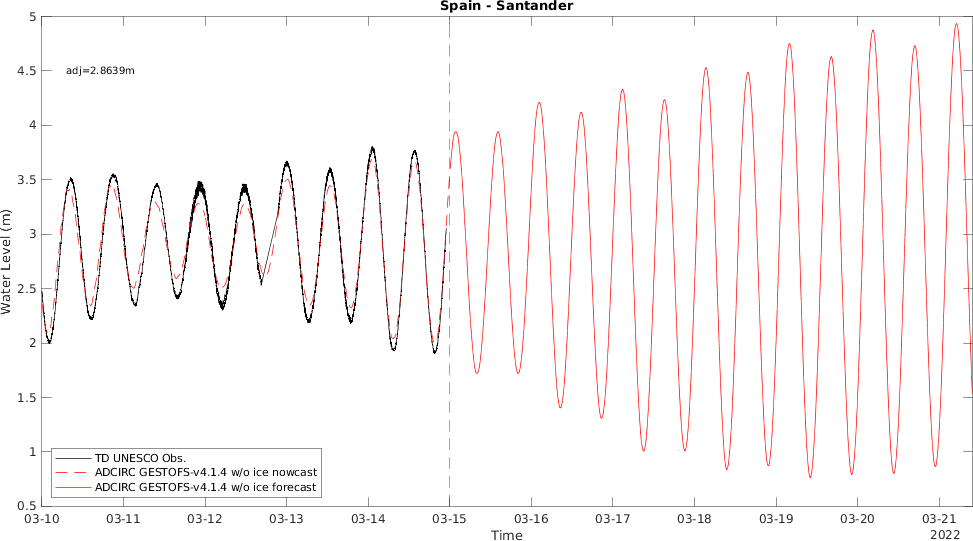 Spain - Santander
5
4.5
4
3.5
3
2.5
2
1.5
1
0.5
Water Level (m)
adj=2.8639m
TD UNESCO Obs.
ADCIRC GESTOFS-v4.1.4 w/o ice nowcast
ADCIRC GESTOFS-v4.1.4 w/o ice forecast
03-10 03-11 03-12 03-13 03-14 03-15 03-16 03-17 03-18 03-19 03-20 03-21
2022
Time